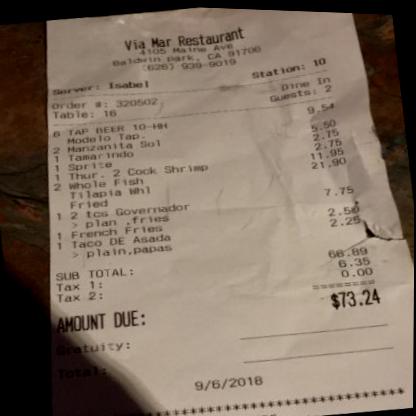 Via Mar Restaurant
4105 Maine Ave
Baldwin Park, CA 91706
(626) 939-9019
Server: Isabel Station: 10
Order #: 320502 Dine In
Table: 16 Guests: 2
6 TAP BEER 10-HH 9.54
Modelo Tap.
2 Manzanita Sol 5.50
1 Tamarindo 2.75
1 Sprite 2.75
1 Thur. 2 Cock Shrimp 11.95
2 Whole Fish 21.90
Tilapia Whl
Fried
1 2 tcs Governador 7.75
> plan ,fries
1 French Fries 2.50
1 Taco DE Asada 2.25
> plain,papas
SUB TOTAL: 66.89
Tax 1: 6.35
Tax 2: 0.00
========
AMOUNT DUE: $73.24
Gratuity:
Total:
9/6/2018